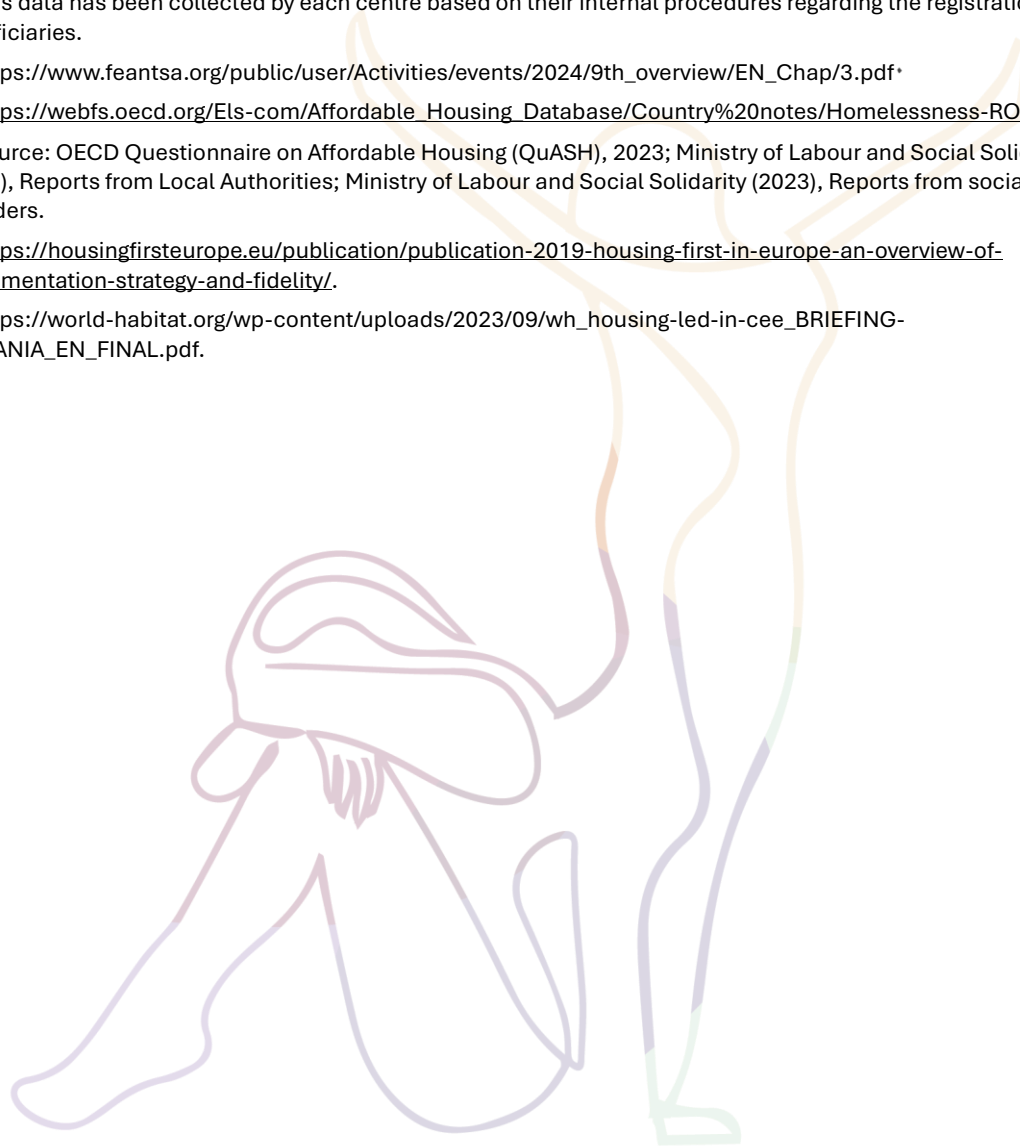 s data has been collected by each centre based on their internal procedures regarding the registratio
iciaries.
ps://www.feantsa.org/public/user/Activities/events/2024/9th_overview/EN_Chap/3.pdf
ps://webfs.oecd.org/Els-com/Affordable_Housing_Database/Country%20notes/Homelessness-RO
urce: OECD Questionnaire on Affordable Housing (QuASH), 2023; Ministry of Labour and Social Soli
), Reports from Local Authorities; Ministry of Labour and Social Solidarity (2023), Reports from socia
ders.
ps://housingfirsteurope.eu/publication/publication-2019-housing-first-in-europe-an-overview-of-
mentation-strategy-and-fidelity/.
ps://world-habitat.org/wp-content/uploads/2023/09/wh_housing-led-in-cee_BRIEFING-
ANIA_EN_FINAL.pdf.